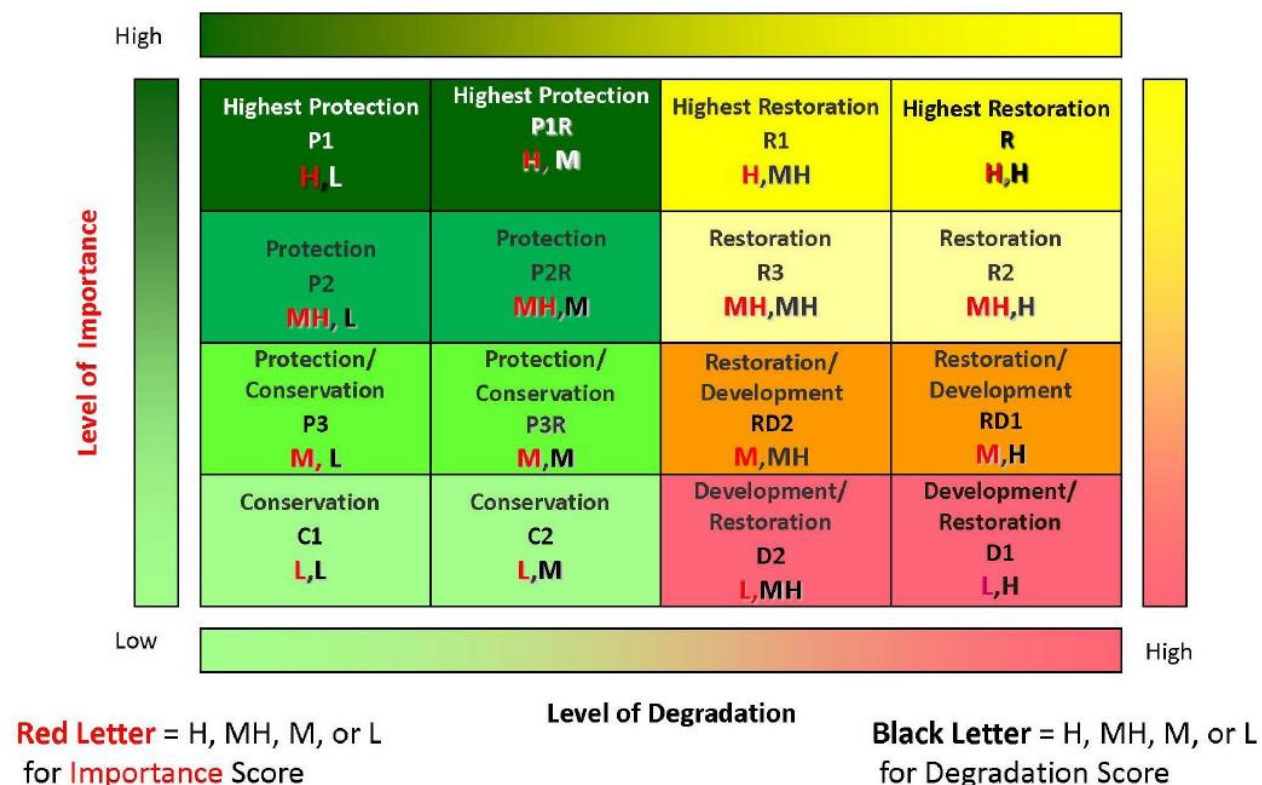 High
Highest Protection
P1
H,L
Highest Protection
P1R
H, M
Highest Restoration
R1
H,MH
Highest Restoration
R
H,H
Level of Importance
Protection
P2
MH, L
Protection
P2R
MH,M
Restoration
R3
MH,MH
Restoration
R2
MH,H
Protection/
Conservation
P3
M, L
Protection/
Conservation
P3R
M,M
Restoration/
Development
RD2
M,MH
Restoration/
Development
RD1
M,H
Conservation
C1
L,L
Conservation
C2
L,M
Development/
Restoration
D2
L,MH
Development/
Restoration
D1
L,H
Low
High
Level of Degradation
Red Letter = H, MH, M, or L
for Importance Score
Black Letter = H, MH, M, or L
for Degradation Score